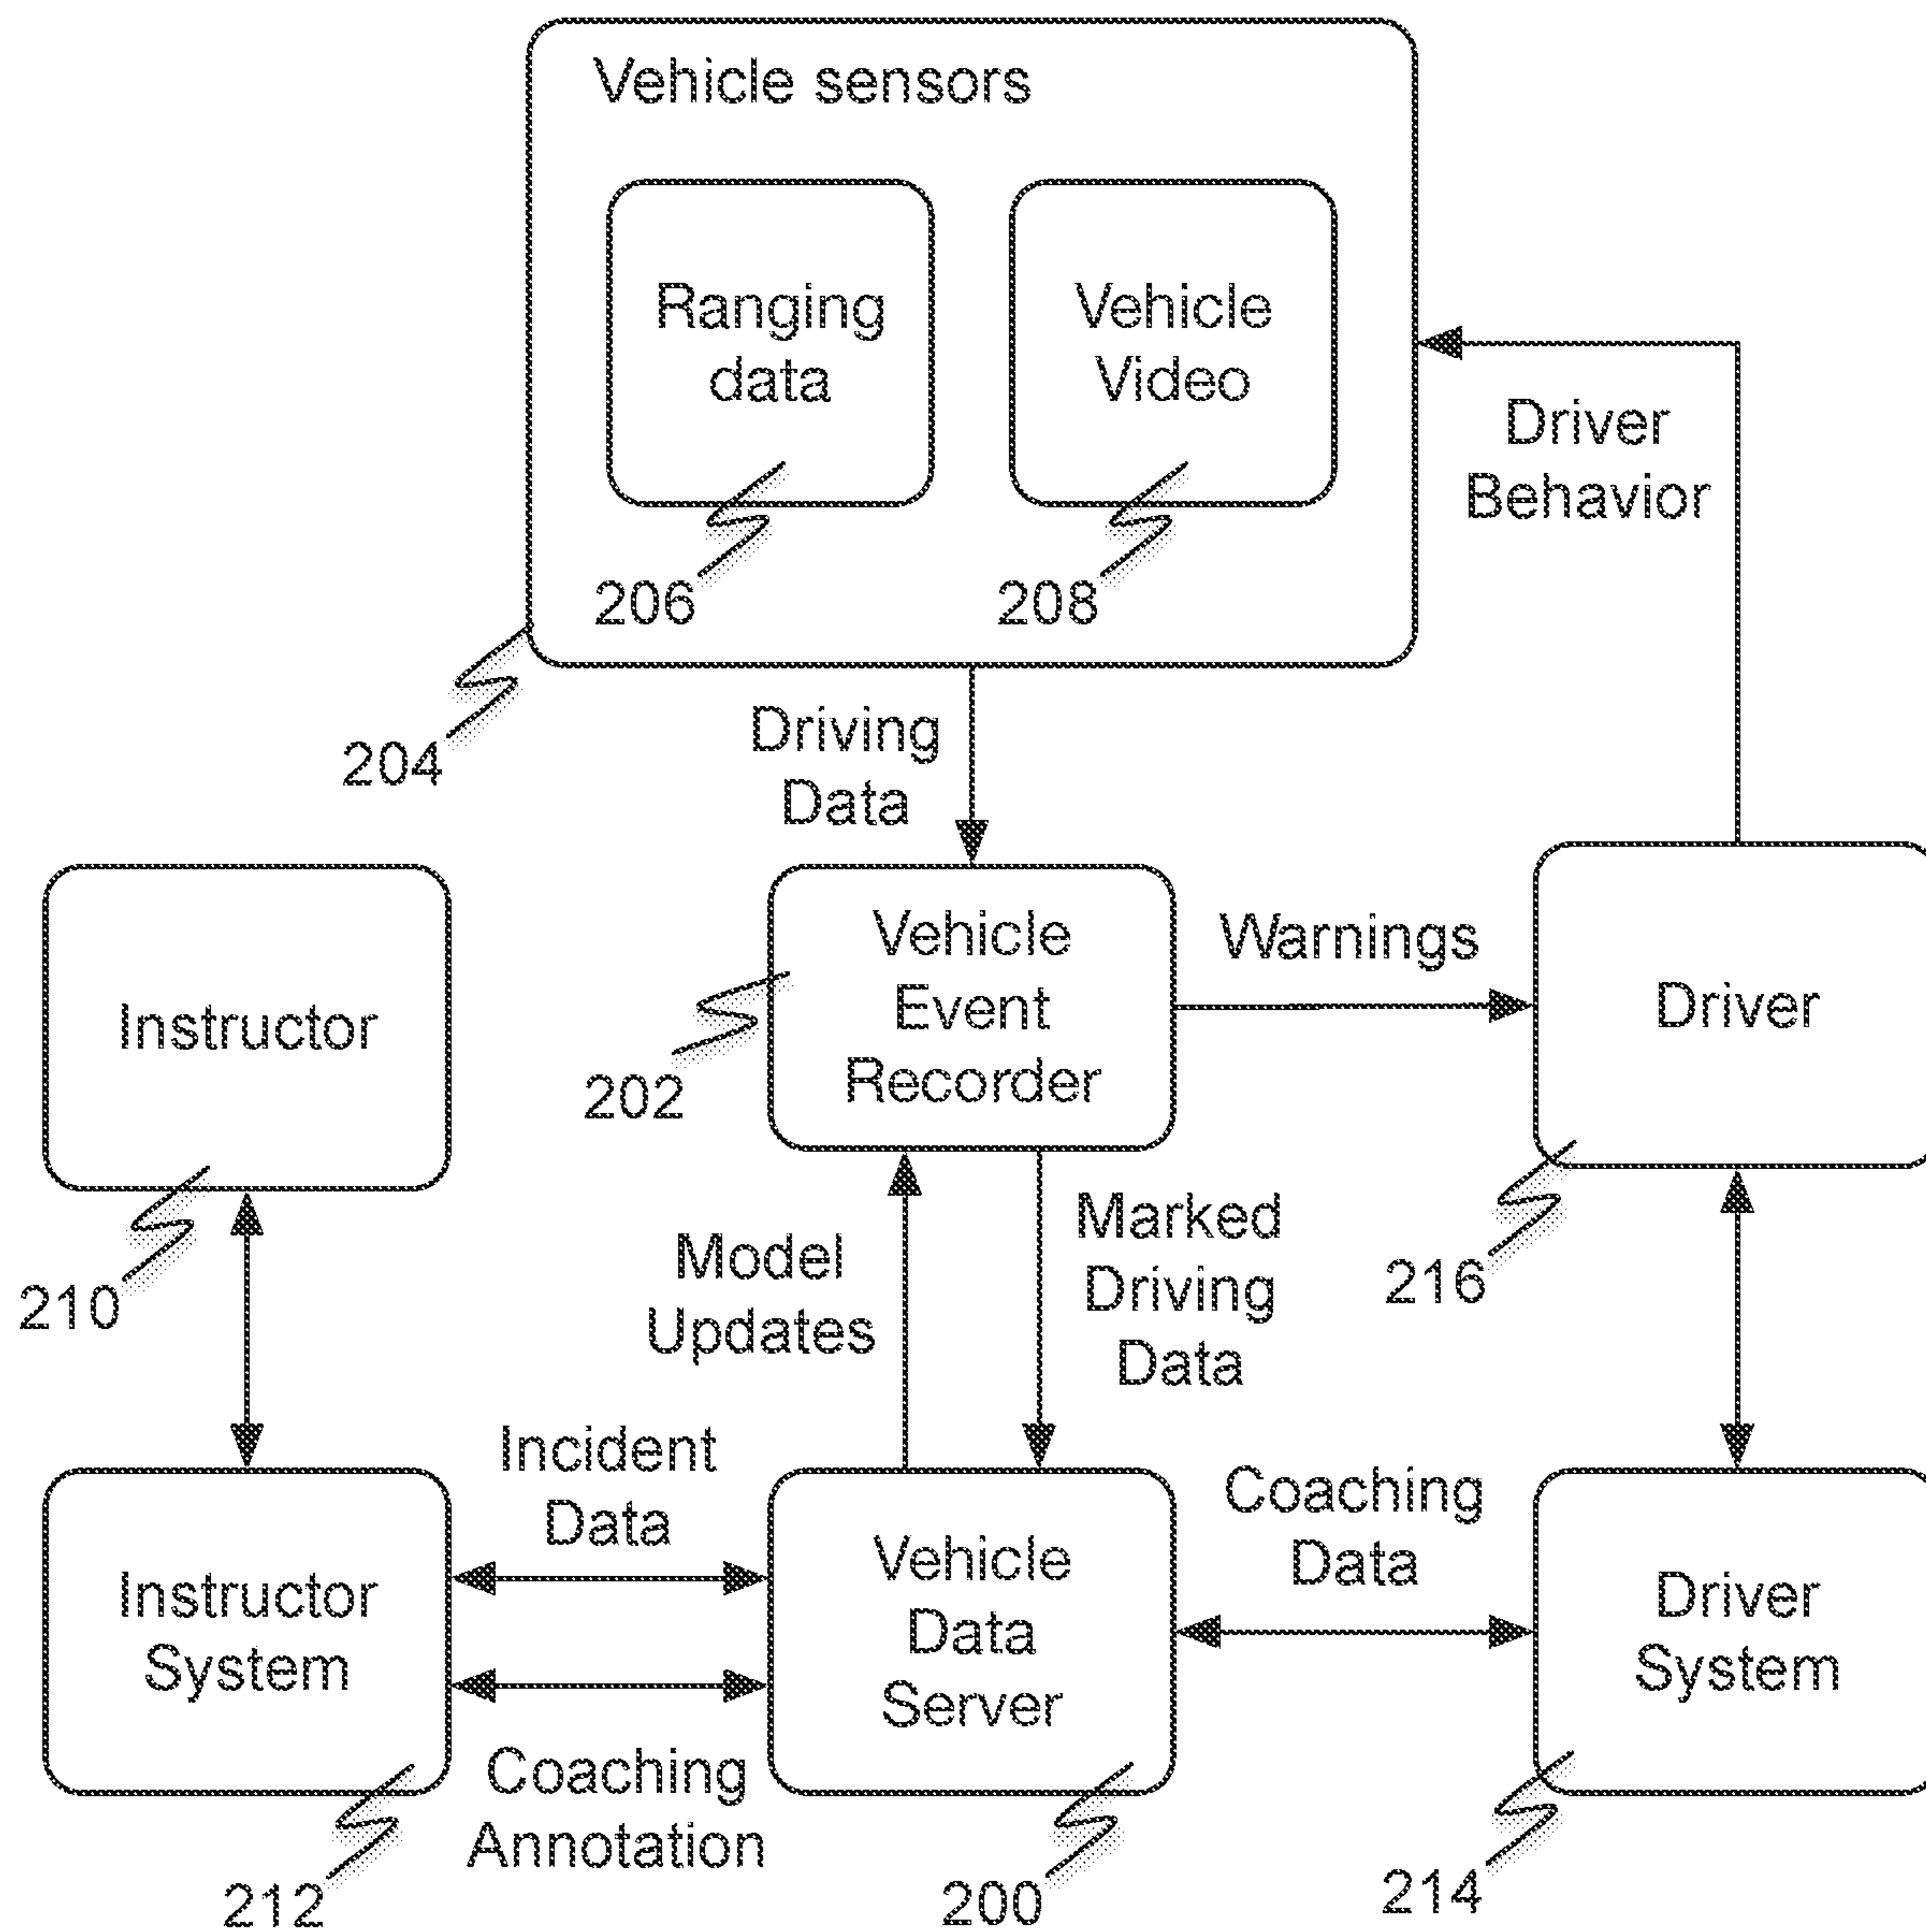 Vehicle sensors
Ranging
data
Vehicle
Video
206
208
204
Driver
Behavior
Driving
Data
Instructor
210
Vehicle
Event
Recorder
202
Warnings
Driver
216
Model
Updates
Marked
Driving
Data
Instructor
System
212
Incident
Data
Coaching
Annotation
Vehicle
Data
Server
200
Coaching
Data
Driver
System
214